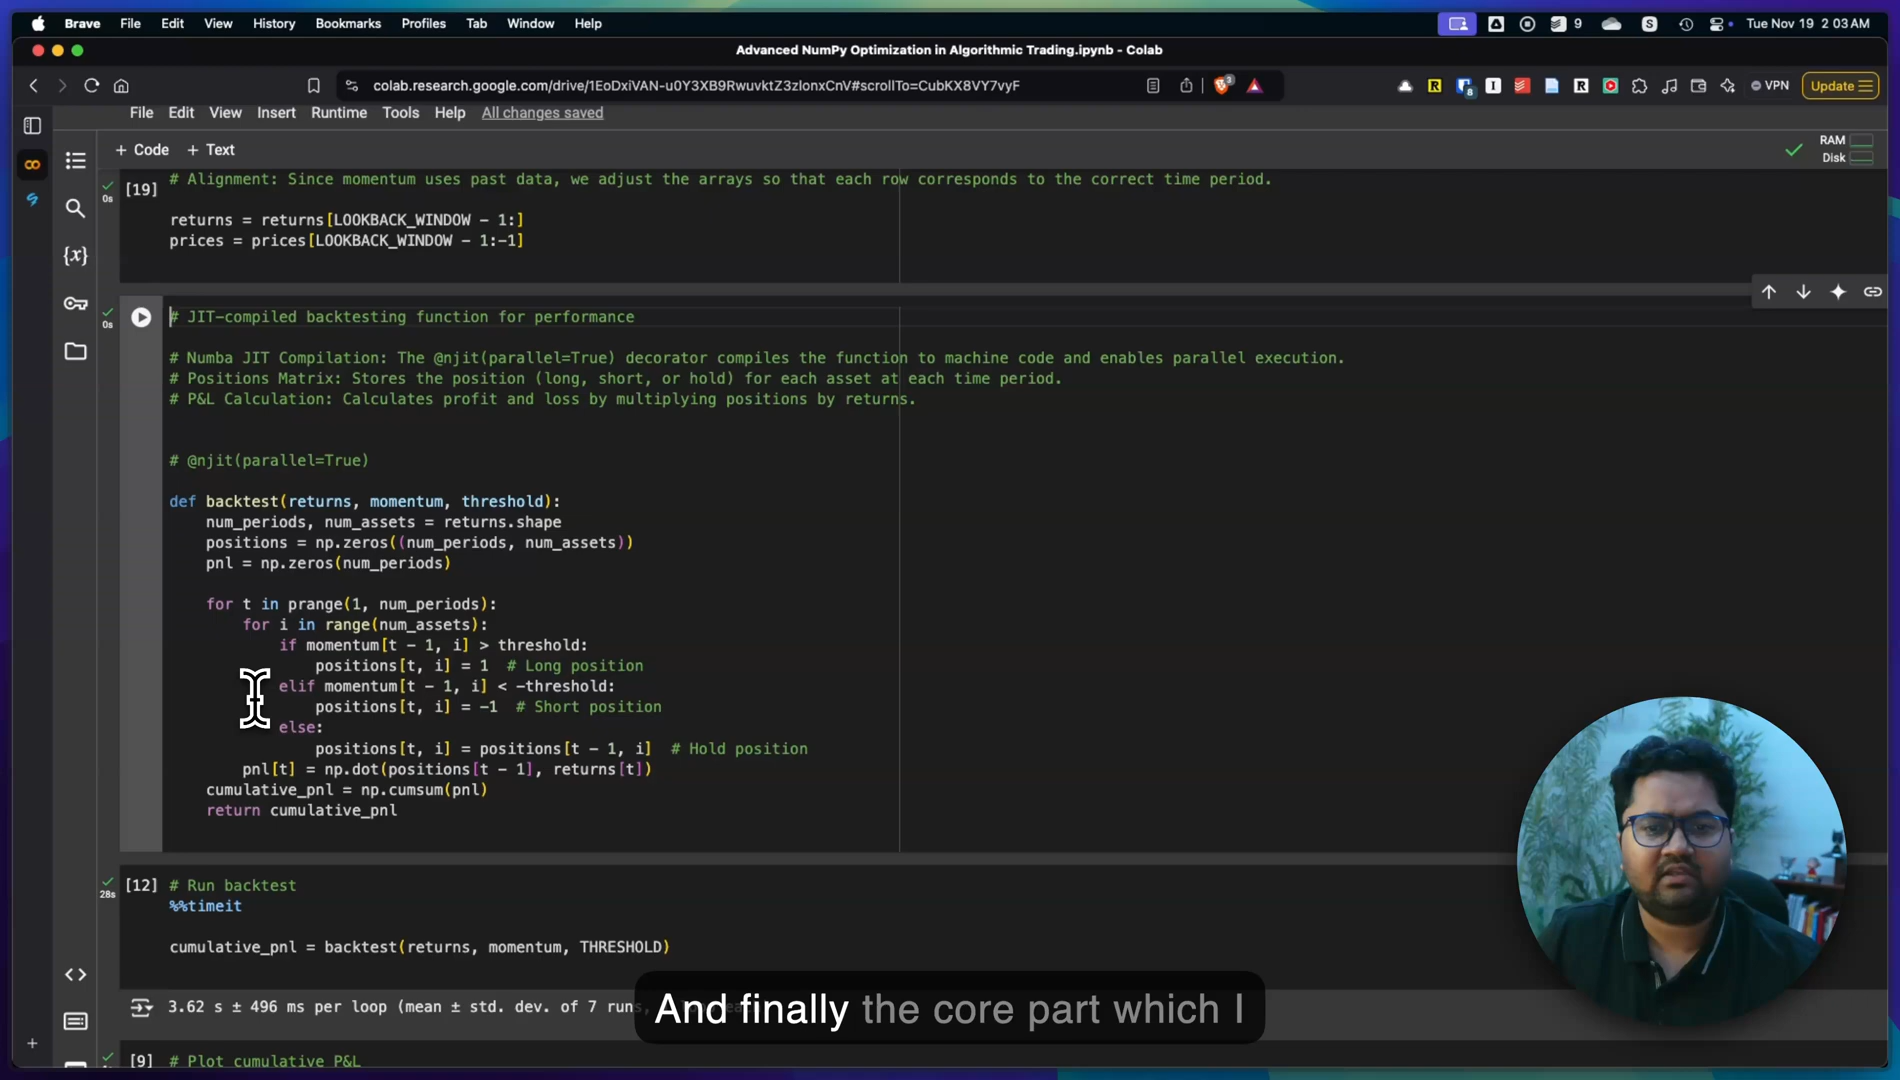 Brave File Edit View History Bookmarks Profiles Tab Window Help
9 Tue Nov 19 2 03 AM
Advanced NumPy Optimization in Algorithmic Trading.ipynb - Colab
colab.research.google.com/drive/1EoDxiVAN-u0Y3XB9RwuvktZ3zIonxCnV#scrollTo=CubKX8VY7vyF
VPN Update
File Edit View Insert Runtime Tools Help All changes saved
+ Code + Text
RAM
Disk
[19] # Alignment: Since momentum uses past data, we adjust the arrays so that each row corresponds to the correct time period.
0s
returns = returns[LOOKBACK_WINDOW - 1:]
prices = prices[LOOKBACK_WINDOW - 1:-1]
# JIT-compiled backtesting function for performance
0s
# Numba JIT Compilation: The @njit(parallel=True) decorator compiles the function to machine code and enables parallel execution.
# Positions Matrix: Stores the position (long, short, or hold) for each asset at each time period.
# P&L Calculation: Calculates profit and loss by multiplying positions by returns.
# @njit(parallel=True)
def backtest(returns, momentum, threshold):
num_periods, num_assets = returns.shape
positions = np.zeros((num_periods, num_assets))
pnl = np.zeros(num_periods)
for t in prange(1, num_periods):
for i in range(num_assets):
if momentum[t - 1, i] > threshold:
positions[t, i] = 1 # Long position
elif momentum[t - 1, i] < -threshold:
positions[t, i] = -1 # Short position
else:
positions[t, i] = positions[t - 1, i] # Hold position
pnl[t] = np.dot(positions[t - 1], returns[t])
cumulative_pnl = np.cumsum(pnl)
return cumulative_pnl
[12] # Run backtest
28s
%%timeit
cumulative_pnl = backtest(returns, momentum, THRESHOLD)
3.62 s ± 496 ms per loop (mean ± std. dev. of 7 runs,
And finally the core part which I
[9] # Plot cumulative P&L